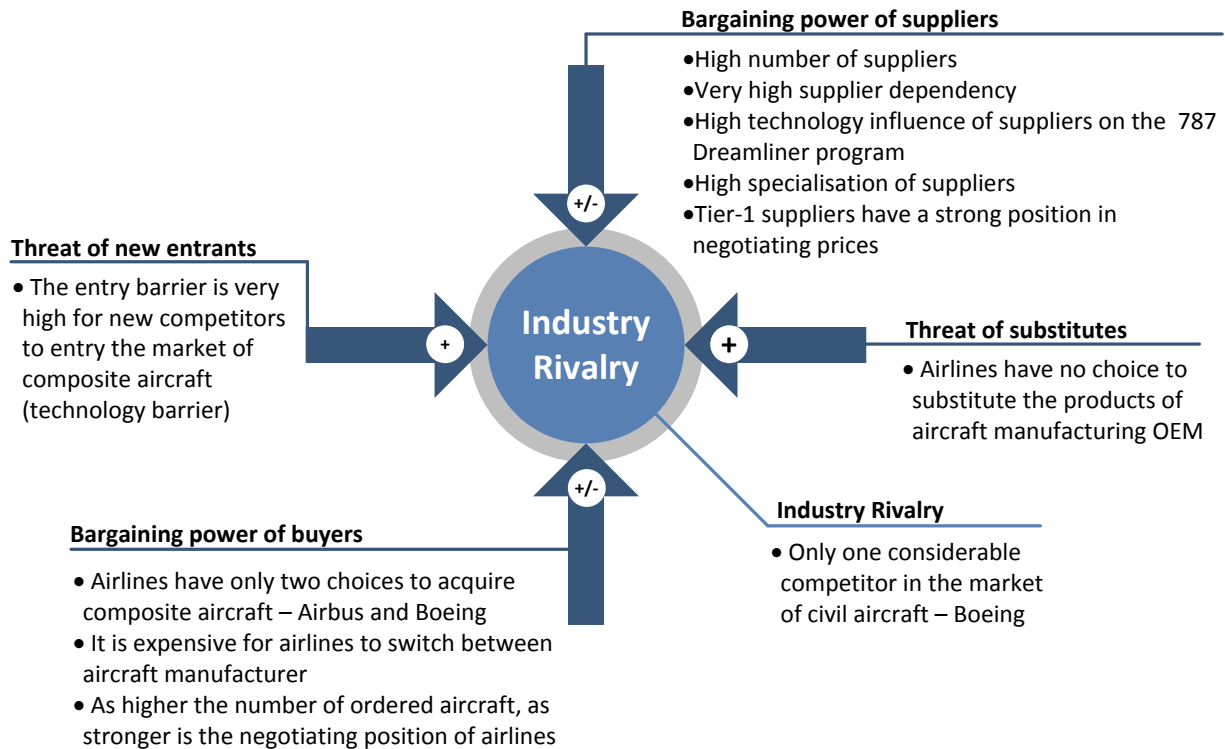 Bargaining power of suppliers
•High number of suppliers
•Very high supplier dependency
•High technology influence of suppliers on the 787
Dreamliner program
•High specialisation of suppliers
•Tier-1 suppliers have a strong position in
negotiating prices
+/-
Threat of new entrants
• The entry barrier is very
high for new competitors
to entry the market of
composite aircraft
(technology barrier)
+
Industry
Rivalry
+
Threat of substitutes
• Airlines have no choice to
substitute the products of
aircraft manufacturing OEM
+/-
Industry Rivalry
• Only one considerable
competitor in the market
of civil aircraft – Boeing
Bargaining power of buyers
• Airlines have only two choices to acquire
composite aircraft – Airbus and Boeing
• It is expensive for airlines to switch between
aircraft manufacturer
• As higher the number of ordered aircraft, as
stronger is the negotiating position of airlines